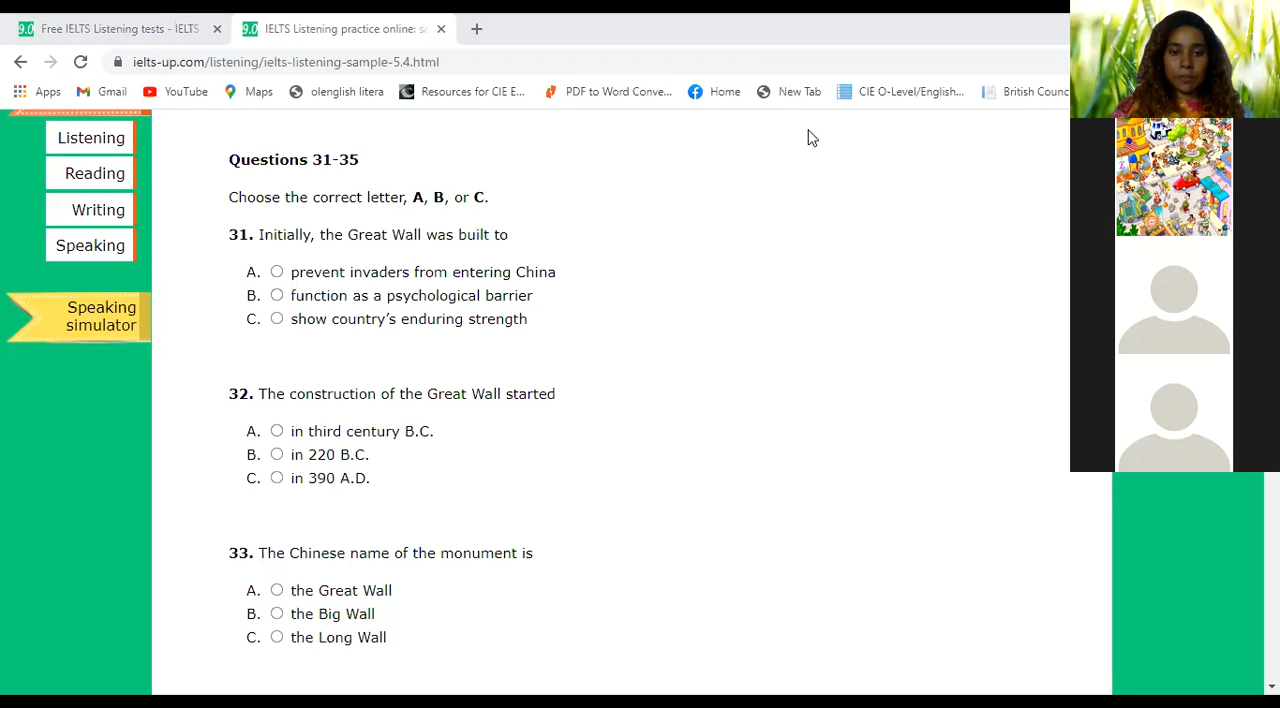 9.0 Free IELTS Listening tests - IELTS
9.0 IELTS Listening practice online: sa
ielts-up.com/listening/ielts-listening-sample-5.4.html
Apps Gmail YouTube Maps olenglish litera Resources for CIE E... PDF to Word Conve... Home New Tab CIE O-Level/English... British Counc
Listening
Reading
Writing
Speaking
Speaking
simulator
Questions 31-35
Choose the correct letter, A, B, or C.
31. Initially, the Great Wall was built to
A. prevent invaders from entering China
B. function as a psychological barrier
C. show country’s enduring strength
32. The construction of the Great Wall started
A. in third century B.C.
B. in 220 B.C.
C. in 390 A.D.
33. The Chinese name of the monument is
A. the Great Wall
B. the Big Wall
C. the Long Wall